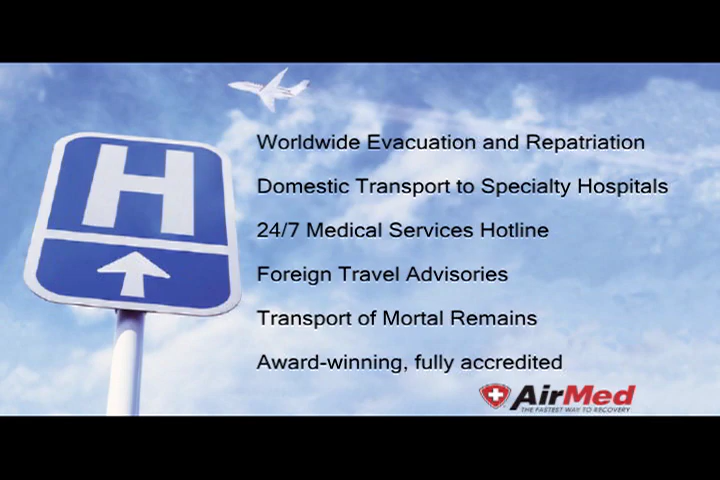 H
Worldwide Evacuation and Repatriation
Domestic Transport to Specialty Hospitals
24/7 Medical Services Hotline
Foreign Travel Advisories
Transport of Mortal Remains
Award-winning, fully accredited
AirMed
THE FASTEST WAY TO RECOVERY